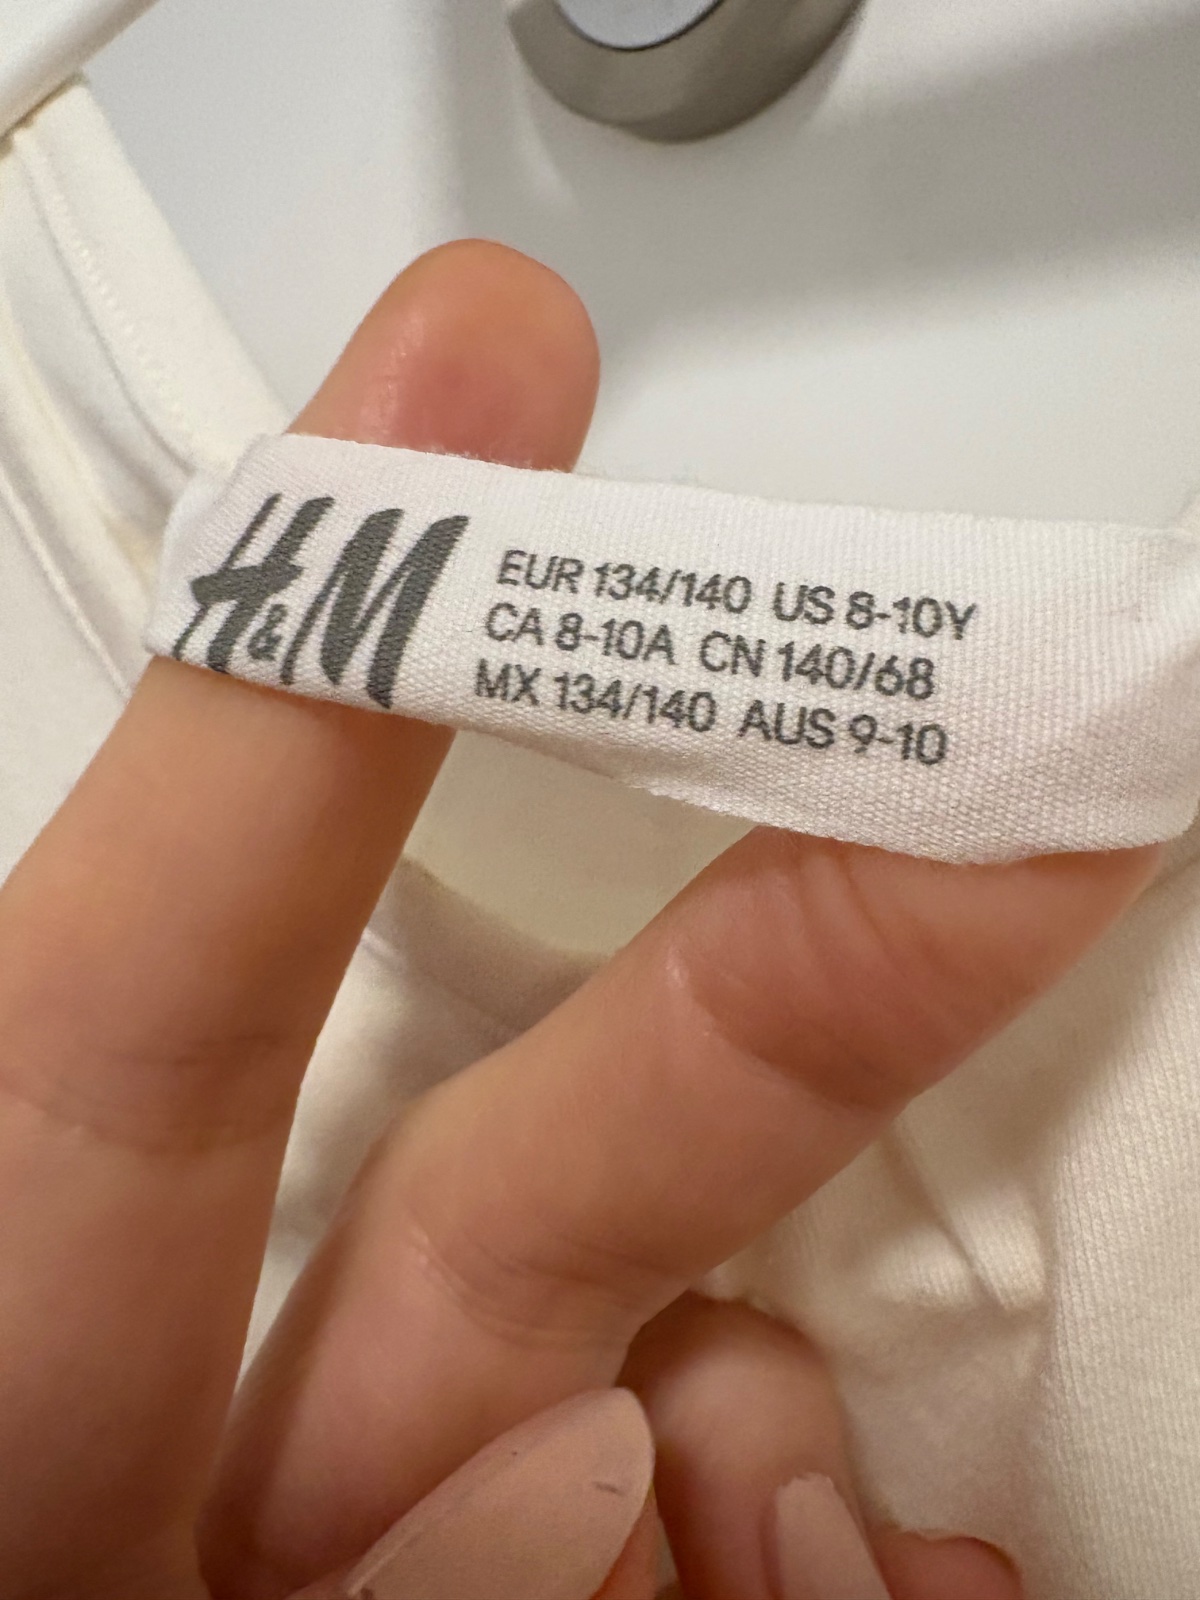 H&M
EUR 134/140 US 8-10Y
CA 8-10A CN 140/68
MX 134/140 AUS 9-10